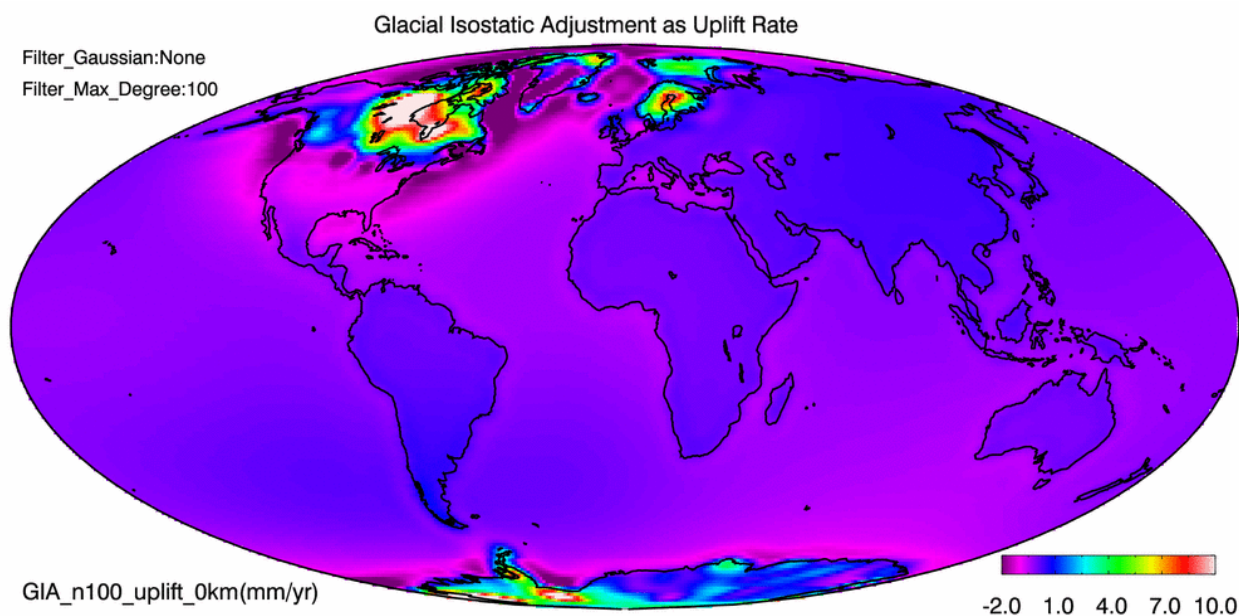 Glacial Isostatic Adjustment as Uplift Rate
Filter_Gaussian:None
Filter_Max_Degree:100
GIA_n100_uplift_0km(mm/yr)
-2.0 1.0 4.0 7.0 10.0